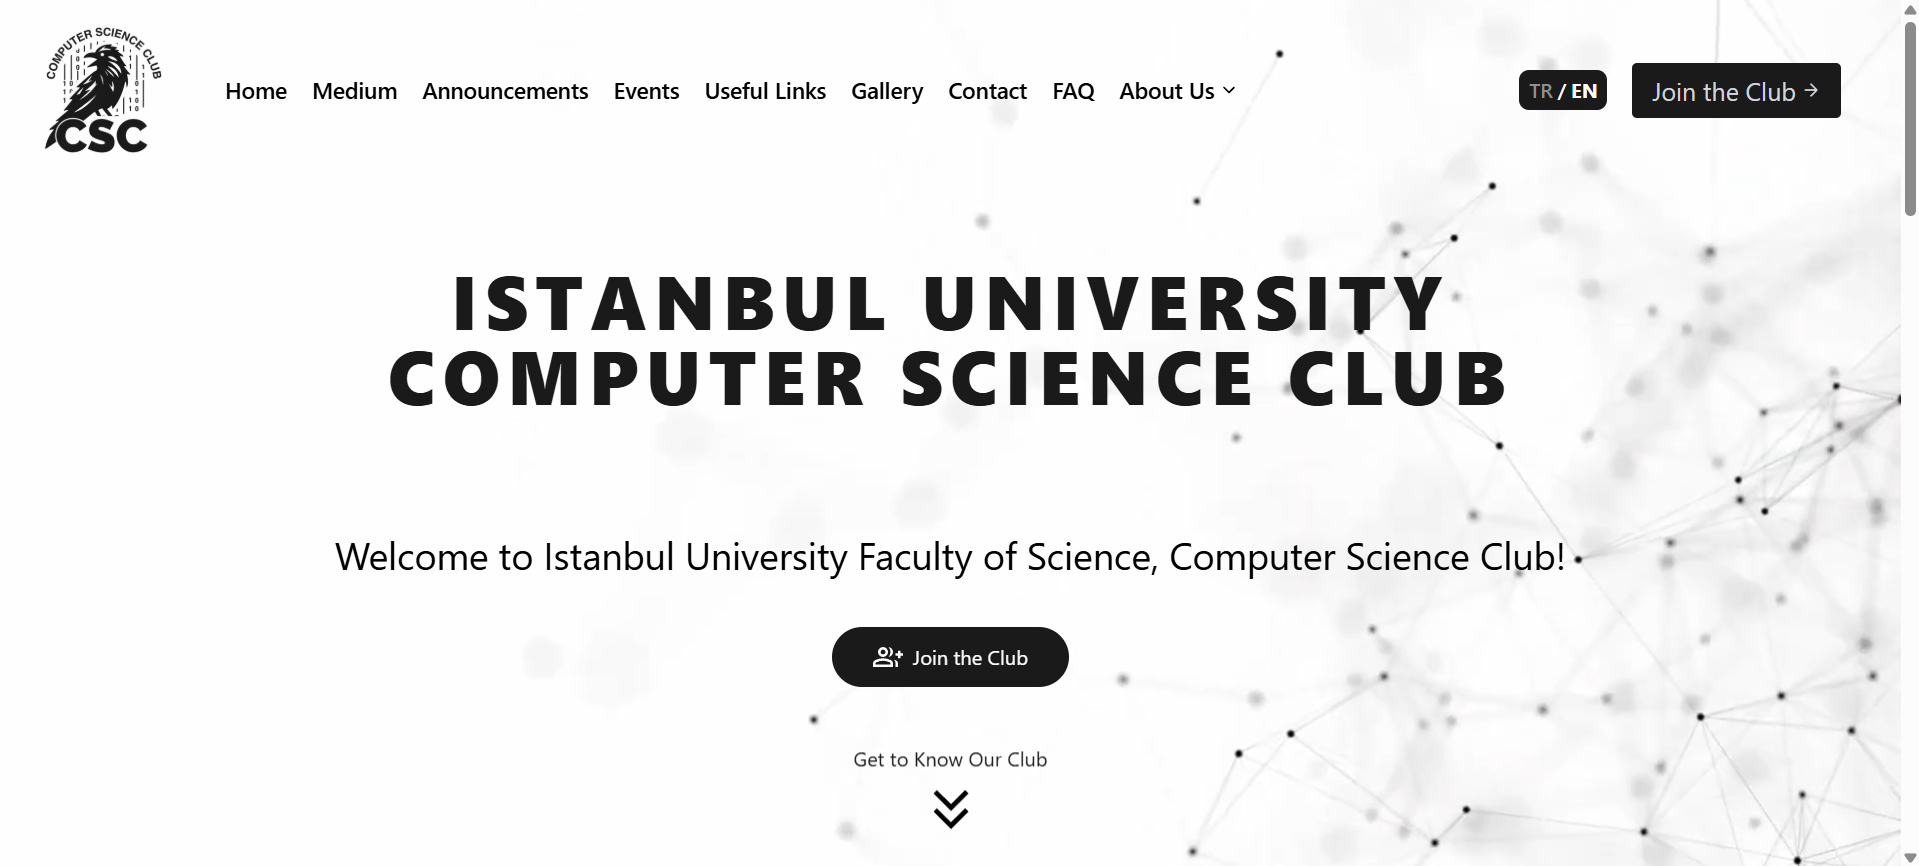 COMPUTER SCIENCE CLUB
CSC
Home Medium Announcements Events Useful Links Gallery Contact FAQ About Us
TR / EN
Join the Club
ISTANBUL UNIVERSITY
COMPUTER SCIENCE CLUB
Welcome to Istanbul University Faculty of Science, Computer Science Club!
Join the Club
Get to Know Our Club